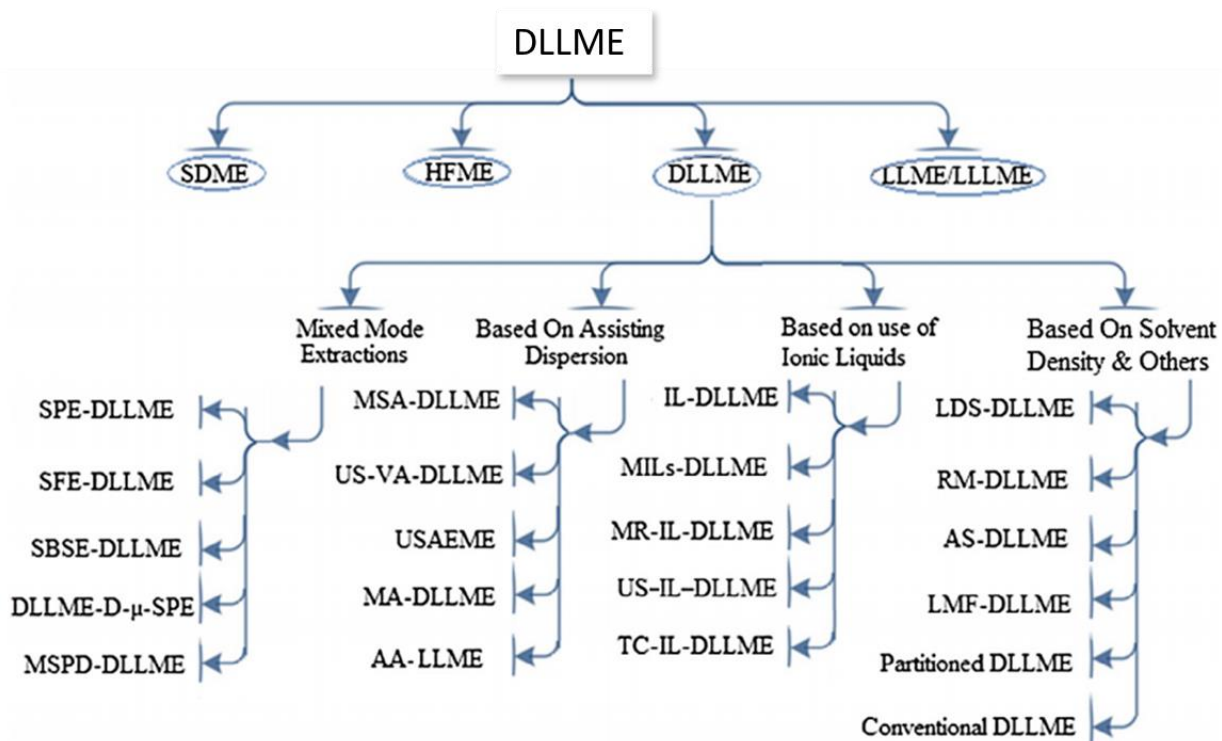 DLLME
SDME
HFME
DLLME
LLME/LLLME
Mixed Mode
Extractions
Based On Assisting
Dispersion
Based on use of
Ionic Liquids
Based On Solvent
Density & Others
SPE-DLLME
SFE-DLLME
SBSE-DLLME
DLLME-D-μ-SPE
MSPD-DLLME
MSA-DLLME
US-VA-DLLME
USAEME
MA-DLLME
AA-LLME
IL-DLLME
MILs-DLLME
MR-IL-DLLME
US-IL-DLLME
TC-IL-DLLME
LDS-DLLME
RM-DLLME
AS-DLLME
LMF-DLLME
Partitioned DLLME
Conventional DLLME